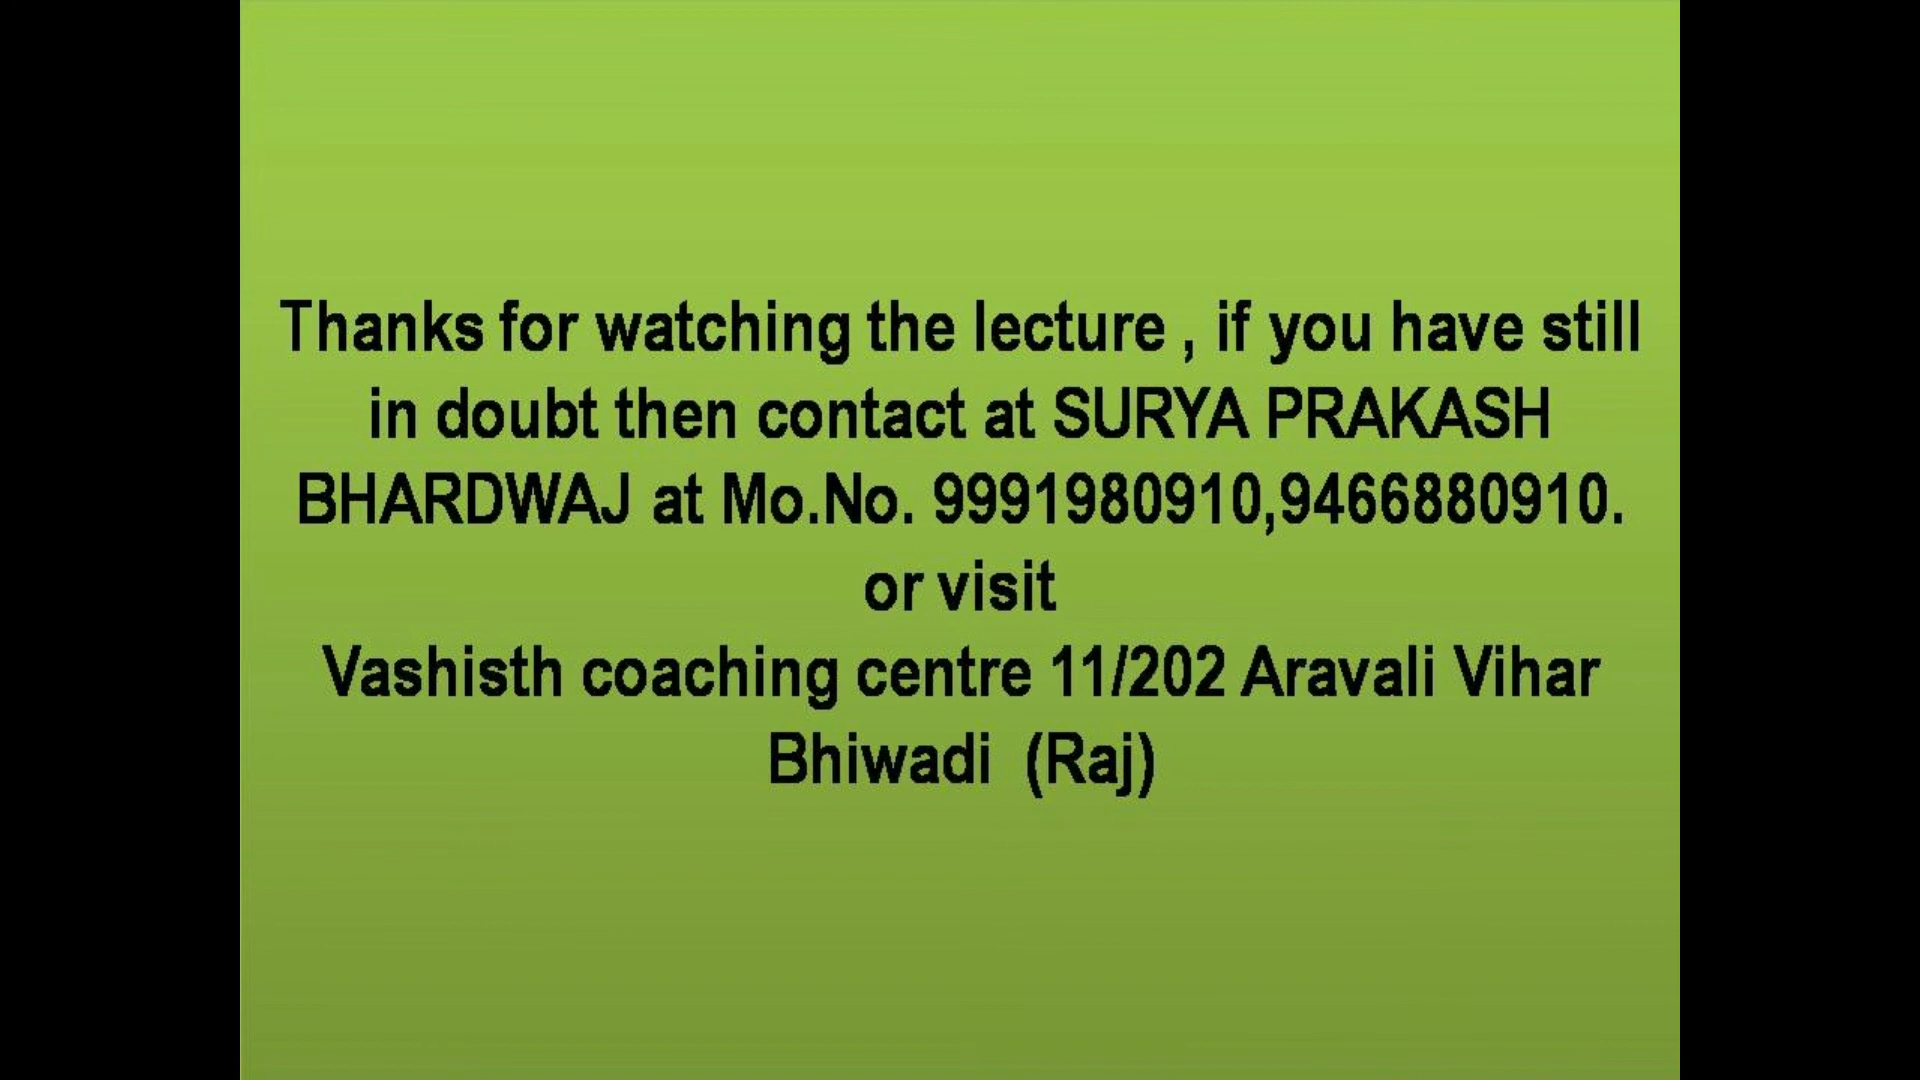 Thanks for watching the lecture , if you have still
in doubt then contact at SURYA PRAKASH
BHARDWAJ at Mo.No. 9991980910,9466880910.
or visit
Vashisth coaching centre 11/202 Aravali Vihar
Bhiwadi  (Raj)